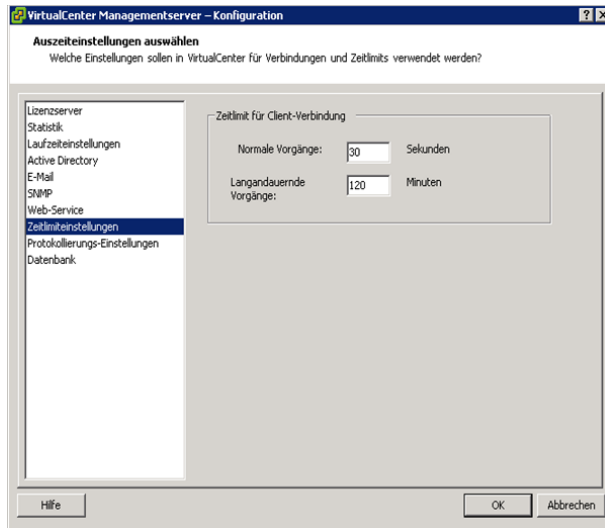 VirtualCenter Managementserver – Konfiguration
Auszeiteinstellungen auswählen
Welche Einstellungen sollen in VirtualCenter für Verbindungen und Zeitlimits verwendet werden?
Lizenzserver
Statistik
Laufzeiteinstellungen
Active Directory
E-Mail
SNMP
Web-Service
Zeitlimiteinstellungen
Protokollierungs-Einstellungen
Datenbank
Zeitlimit für Client-Verbindung
Normale Vorgänge: 30 Sekunden
Langandauernde 120 Minuten
Vorgänge:
Hilfe OK Abbrechen